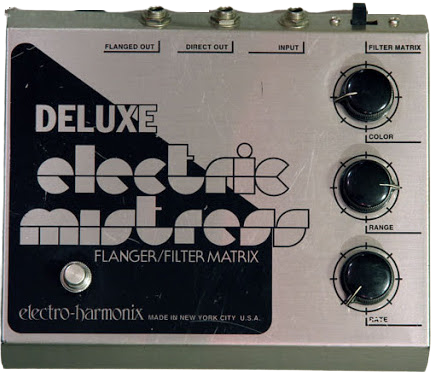 FLANGED OUT DIRECT OUT INPUT FILTER MATRIX
DELUXE
COLOR
electric
mistress
RANGE
FLANGER/FILTER MATRIX
electro-harmonix MADE IN NEW YORK CITY U.S.A.
RATE